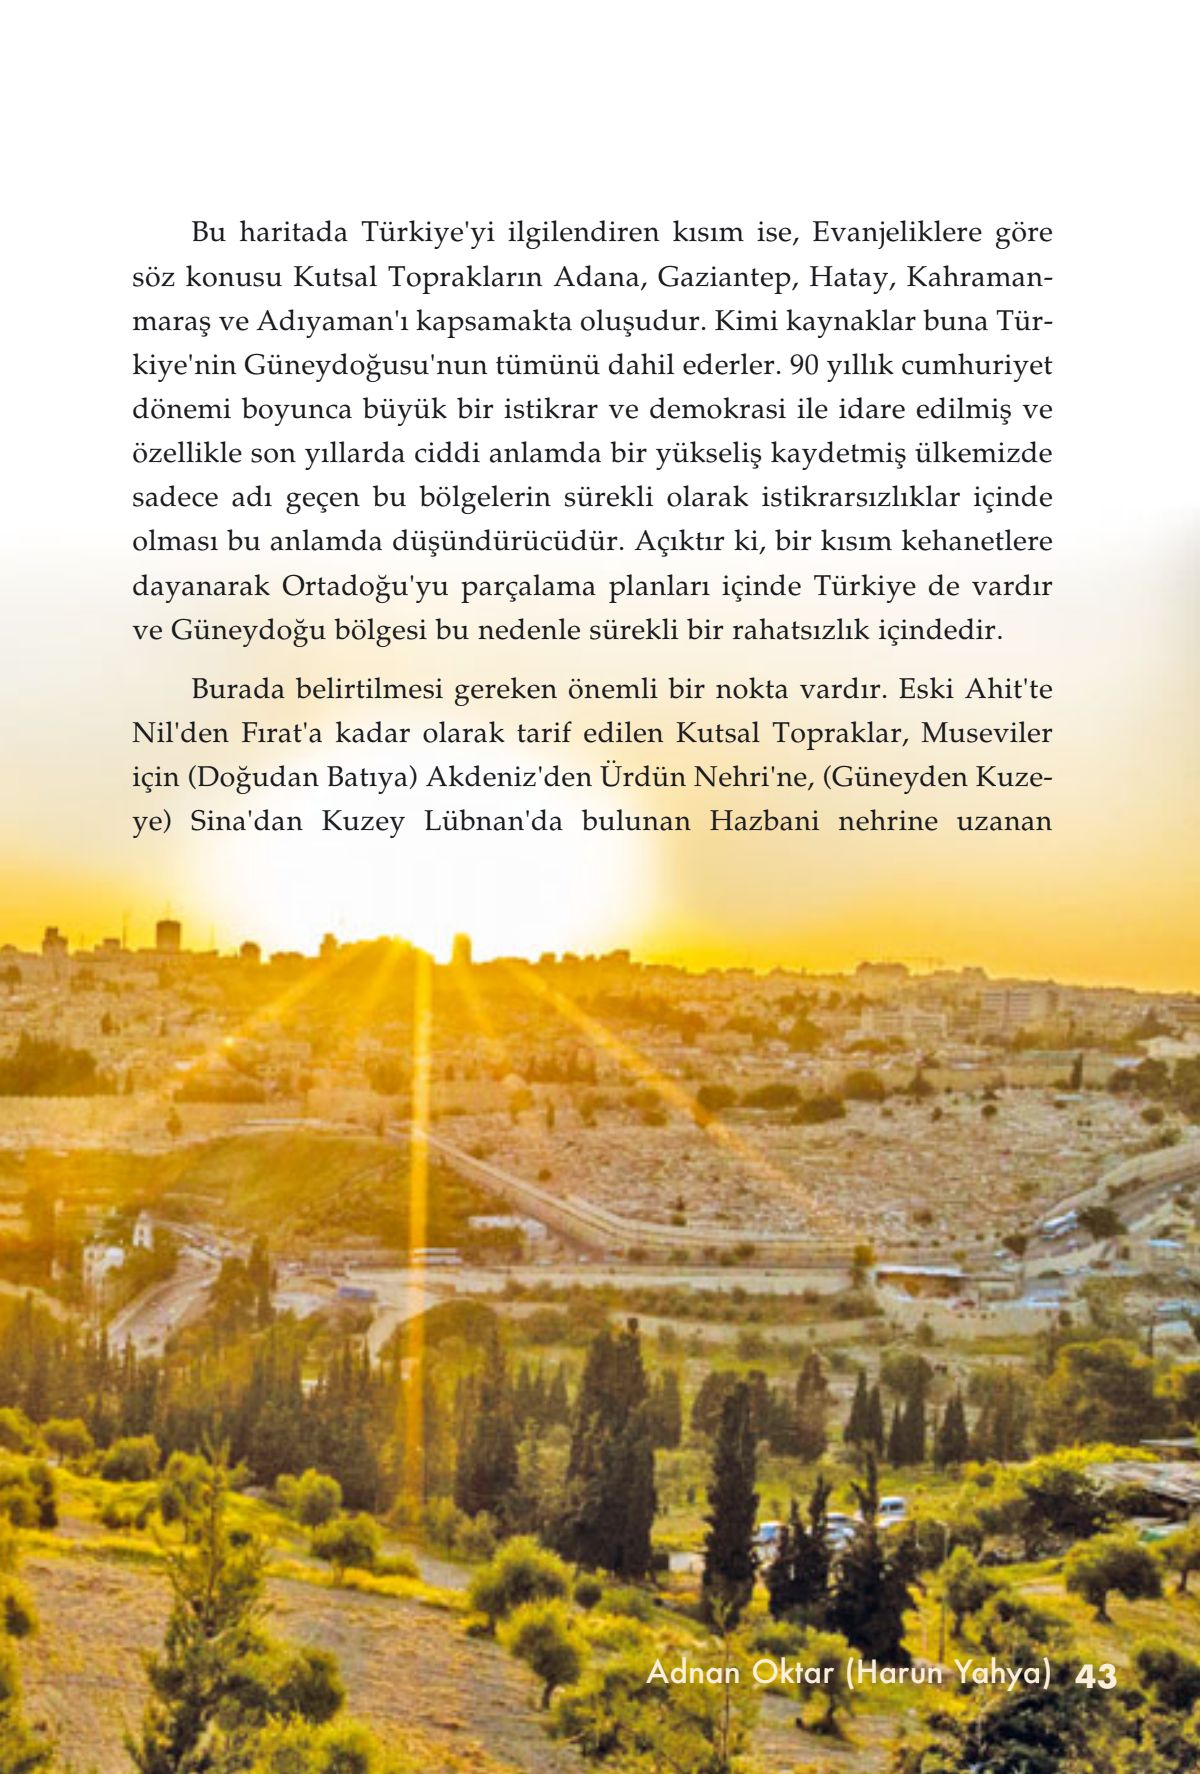 Bu haritada Türkiye'yi ilgilendiren kısım ise, Evanjeliklere göre
söz konusu Kutsal Toprakların Adana, Gaziantep, Hatay, Kahraman-
maraş ve Adıyaman'ı kapsamakta oluşudur. Kimi kaynaklar buna Tür-
kiye'nin Güneydoğusu'nun tümünü dahil ederler. 90 yıllık cumhuriyet
dönemi boyunca büyük bir istikrar ve demokrasi ile idare edilmiş ve
özellikle son yıllarda ciddi anlamda bir yükseliş kaydetmiş ülkemizde
sadece adı geçen bu bölgelerin sürekli olarak istikrarsızlıklar içinde
olması bu anlamda düşündürücüdür. Açıktır ki, bir kısım kehanetlere
dayanarak Ortadoğu'yu parçalama planları içinde Türkiye de vardır
ve Güneydoğu bölgesi bu nedenle sürekli bir rahatsızlık içindedir.
Burada belirtilmesi gereken önemli bir nokta vardır. Eski Ahit'te
Nil'den Fırat'a kadar olarak tarif edilen Kutsal Topraklar, Museviler
için (Doğudan Batıya) Akdeniz'den Ürdün Nehri'ne, (Güneyden Kuze-
ye) Sina'dan Kuzey Lübnan'da bulunan Hazbani nehrine uzanan
Adnan Oktar (Harun Yahya) 43